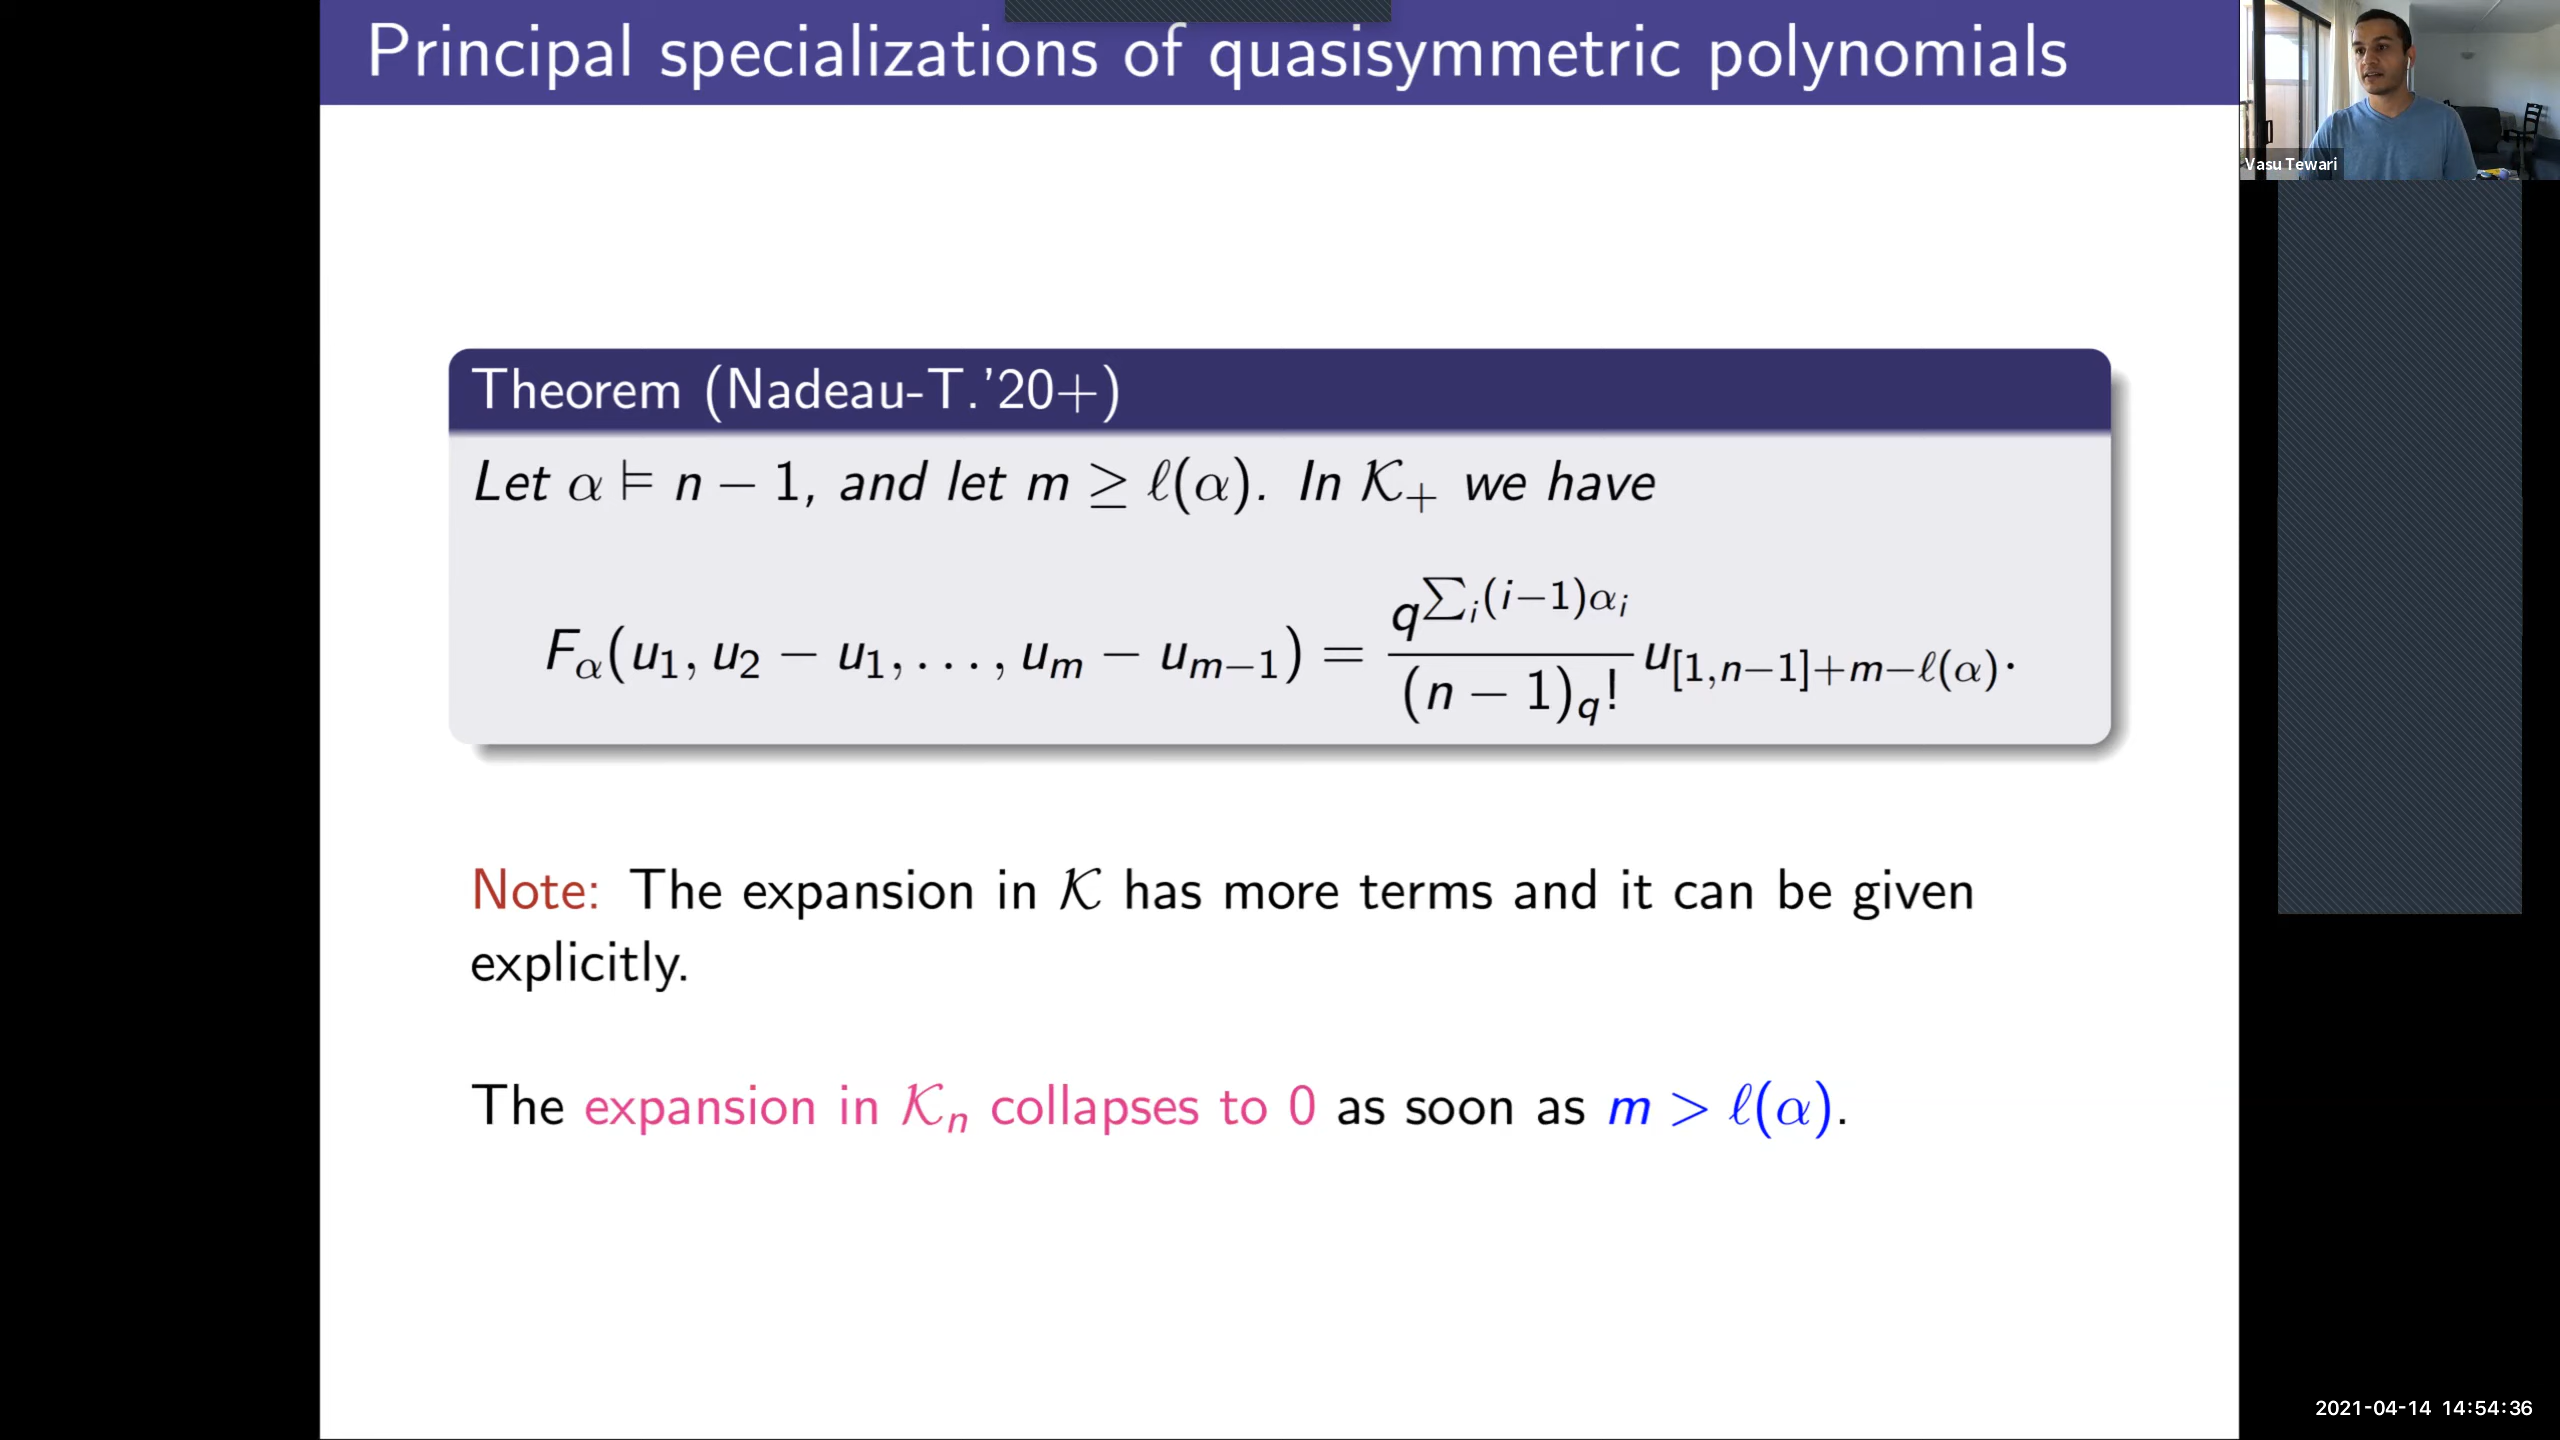 Principal specializations of quasisymmetric polynomials
Vasu Tewari
Theorem (Nadeau-T.'20+)
Let α ⊨ n − 1, and let m ≥ ℓ(α). In 𝒦₊ we have
F_α(u₁, u₂ − u₁, . . . , u_m − u_{m−1}) = \frac{q^{∑_i(i−1)α_i}}{(n − 1)_q!} u_{[1,n−1]+m−ℓ(α)}.
Note: The expansion in 𝒦 has more terms and it can be given
explicitly.
The expansion in 𝒦_n collapses to 0 as soon as m > ℓ(α).
2021-04-14 14:54:36